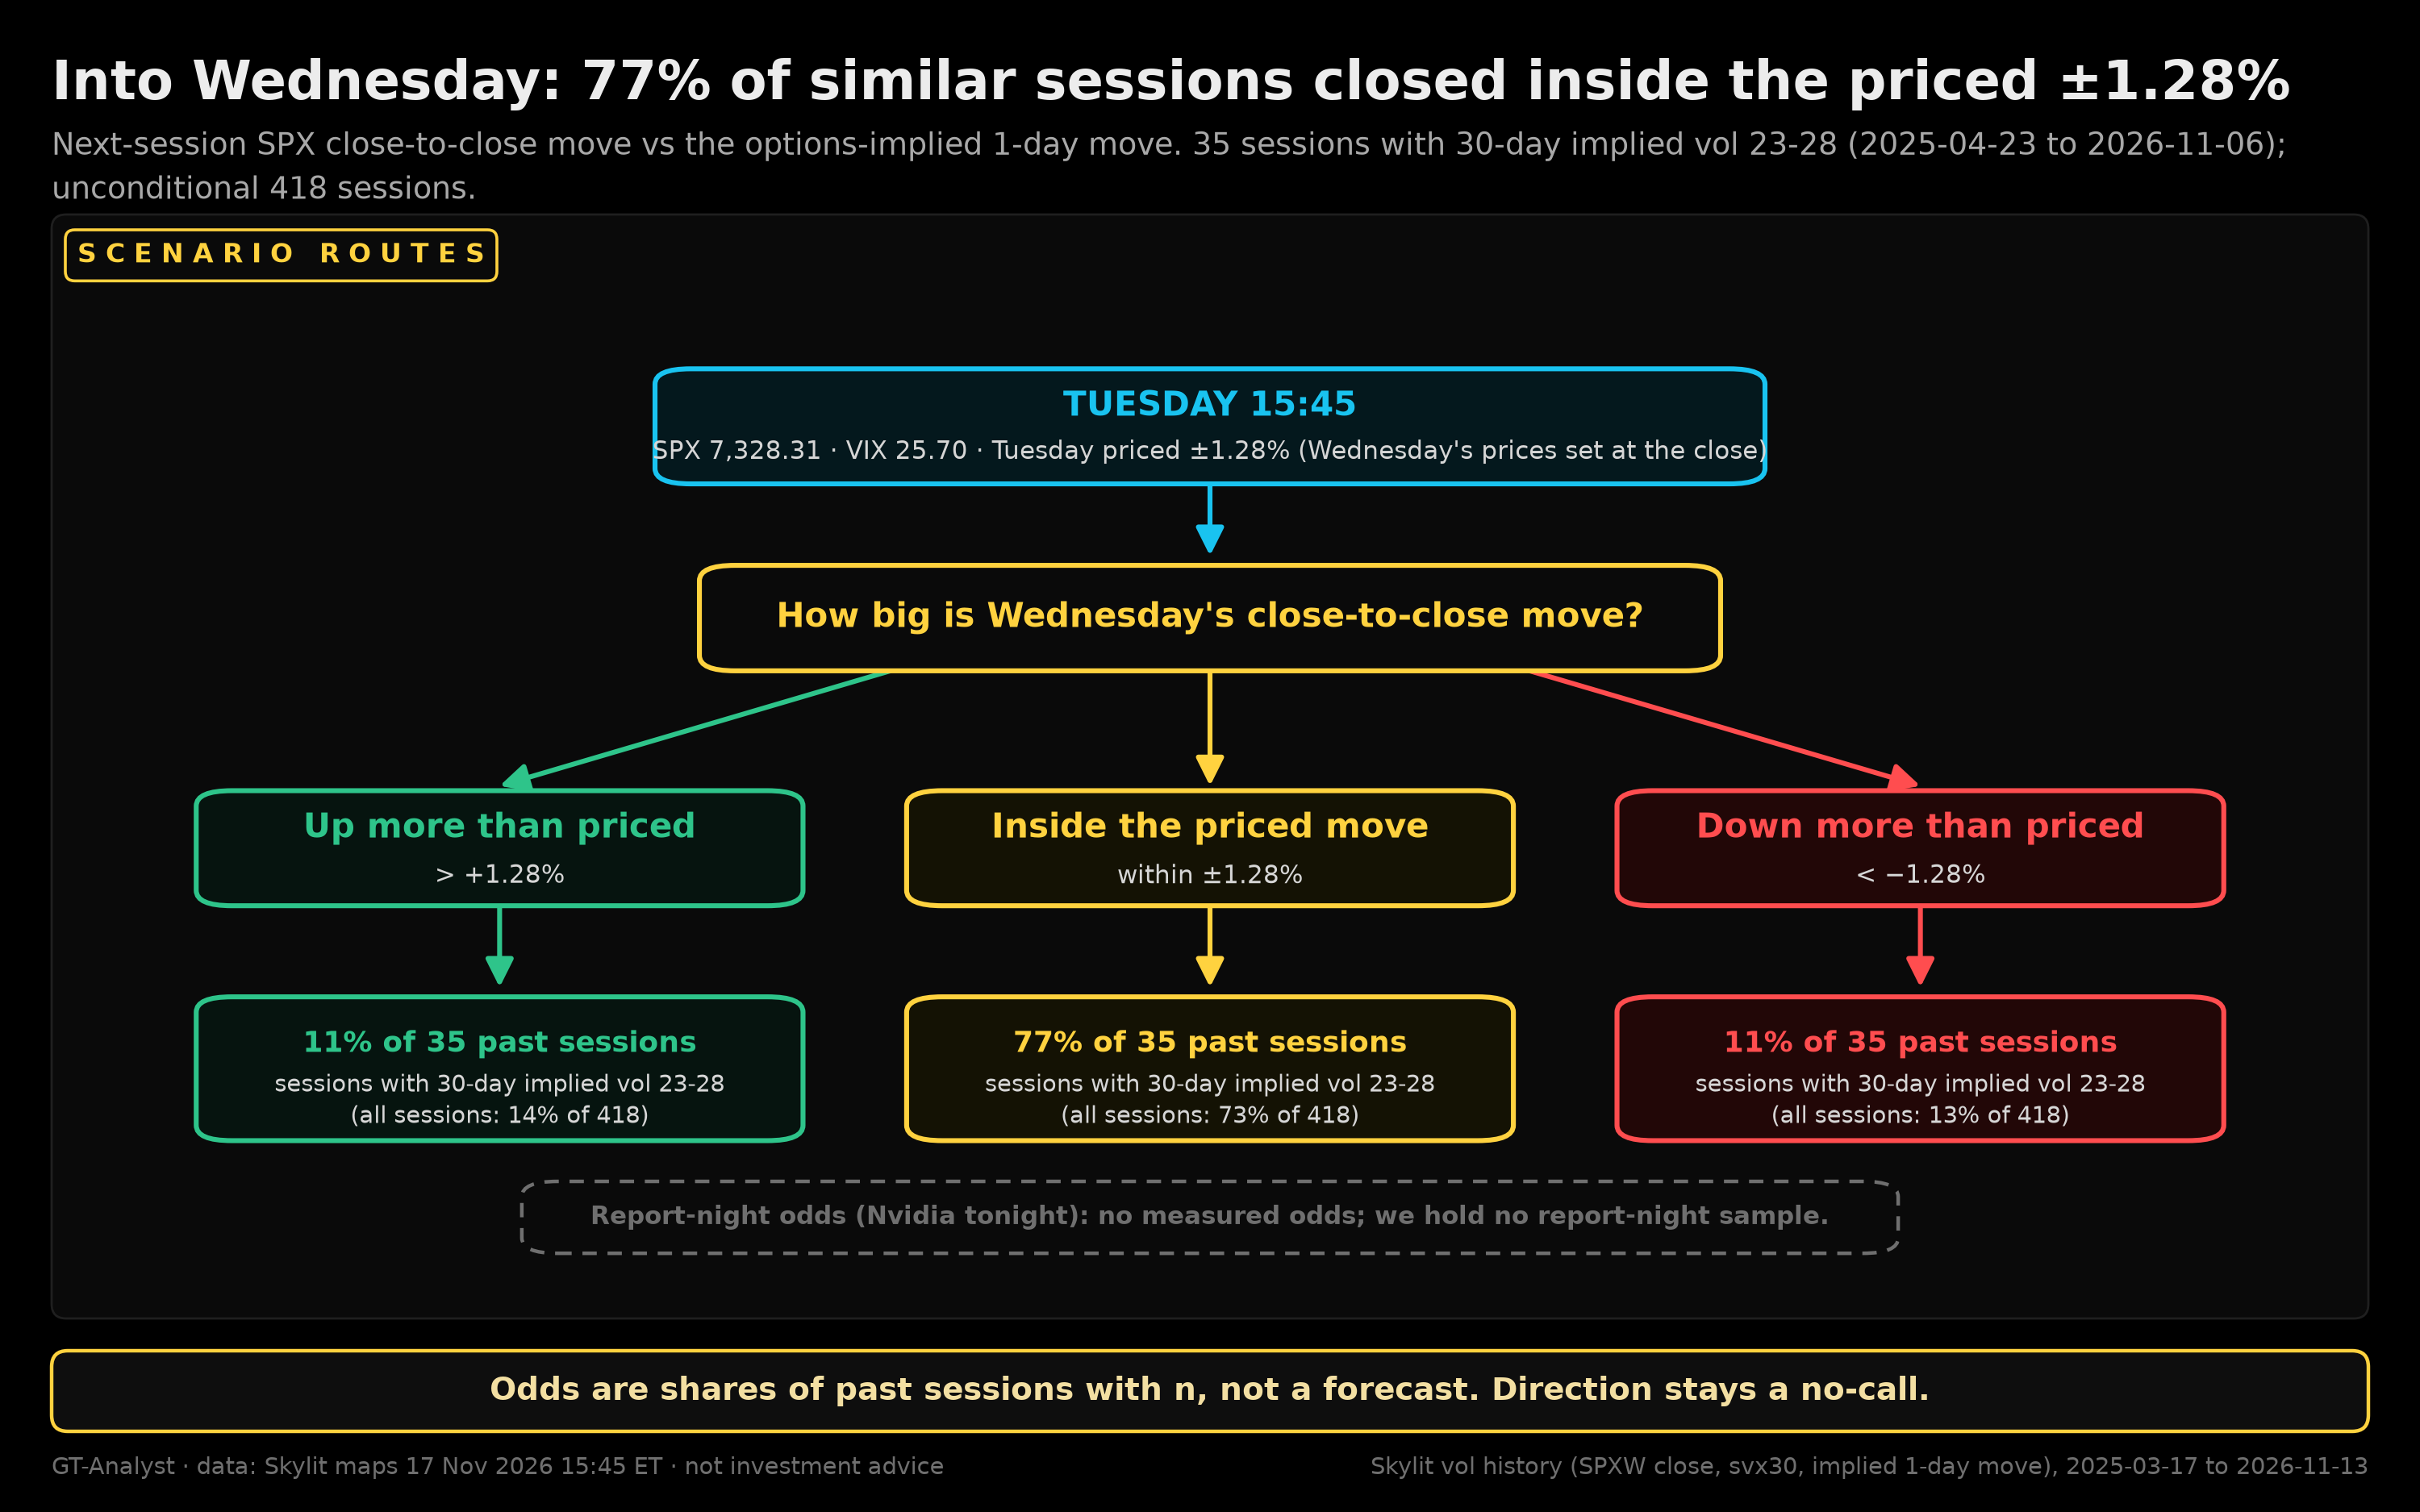 Into Wednesday: 77% of similar sessions closed inside the priced ±1.28%
Next-session SPX close-to-close move vs the options-implied 1-day move. 35 sessions with 30-day implied vol 23-28 (2025-04-23 to 2026-11-06);
unconditional 418 sessions.
SCENARIO ROUTES
TUESDAY 15:45
SPX 7,328.31 · VIX 25.70 · Tuesday priced ±1.28% (Wednesday's prices set at the close)
How big is Wednesday's close-to-close move?
Up more than priced
> +1.28%
Inside the priced move
within ±1.28%
Down more than priced
< −1.28%
11% of 35 past sessions
sessions with 30-day implied vol 23-28
(all sessions: 14% of 418)
77% of 35 past sessions
sessions with 30-day implied vol 23-28
(all sessions: 73% of 418)
11% of 35 past sessions
sessions with 30-day implied vol 23-28
(all sessions: 13% of 418)
Report-night odds (Nvidia tonight): no measured odds; we hold no report-night sample.
Odds are shares of past sessions with n, not a forecast. Direction stays a no-call.
GT-Analyst · data: Skylit maps 17 Nov 2026 15:45 ET · not investment advice
Skylit vol history (SPXW close, svx30, implied 1-day move), 2025-03-17 to 2026-11-13